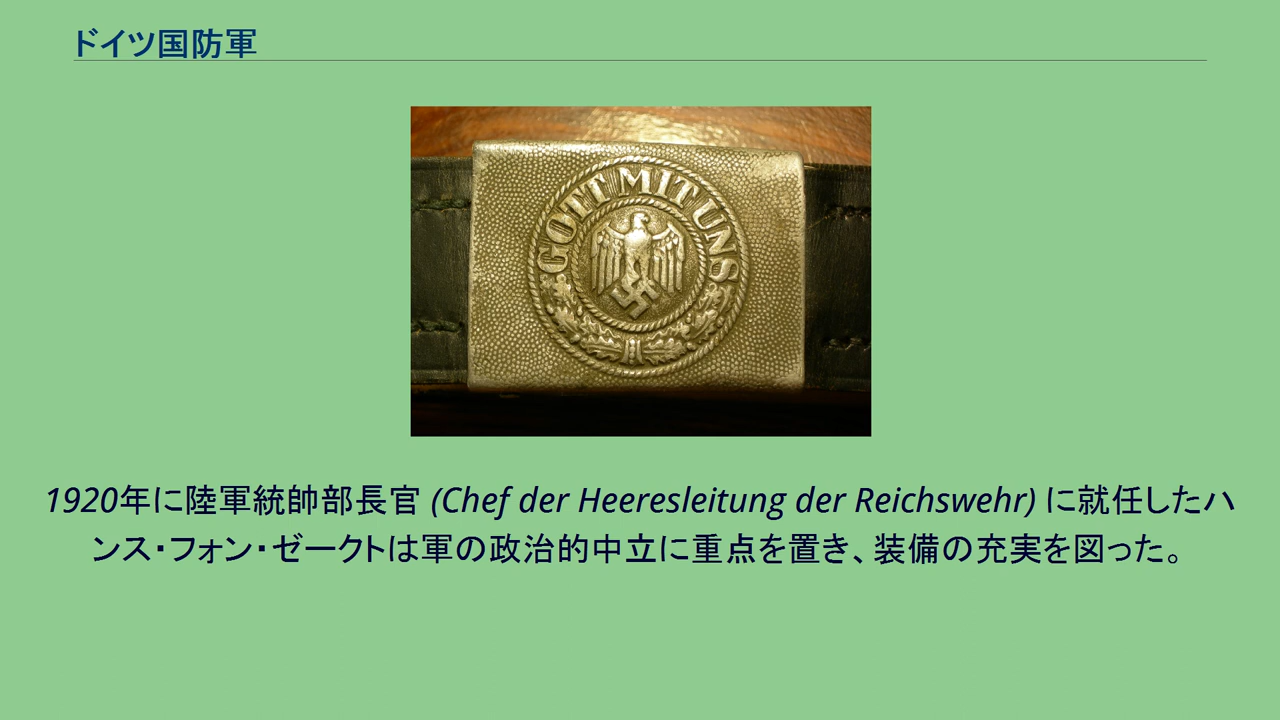 ドイツ国防軍
GOTT MIT UNS
1920年に陸軍統帥部長官 (Chef der Heeresleitung der Reichswehr) に就任したハ
ンス・フォン・ゼークトは軍の政治的中立に重点を置き、装備の充実を図った。